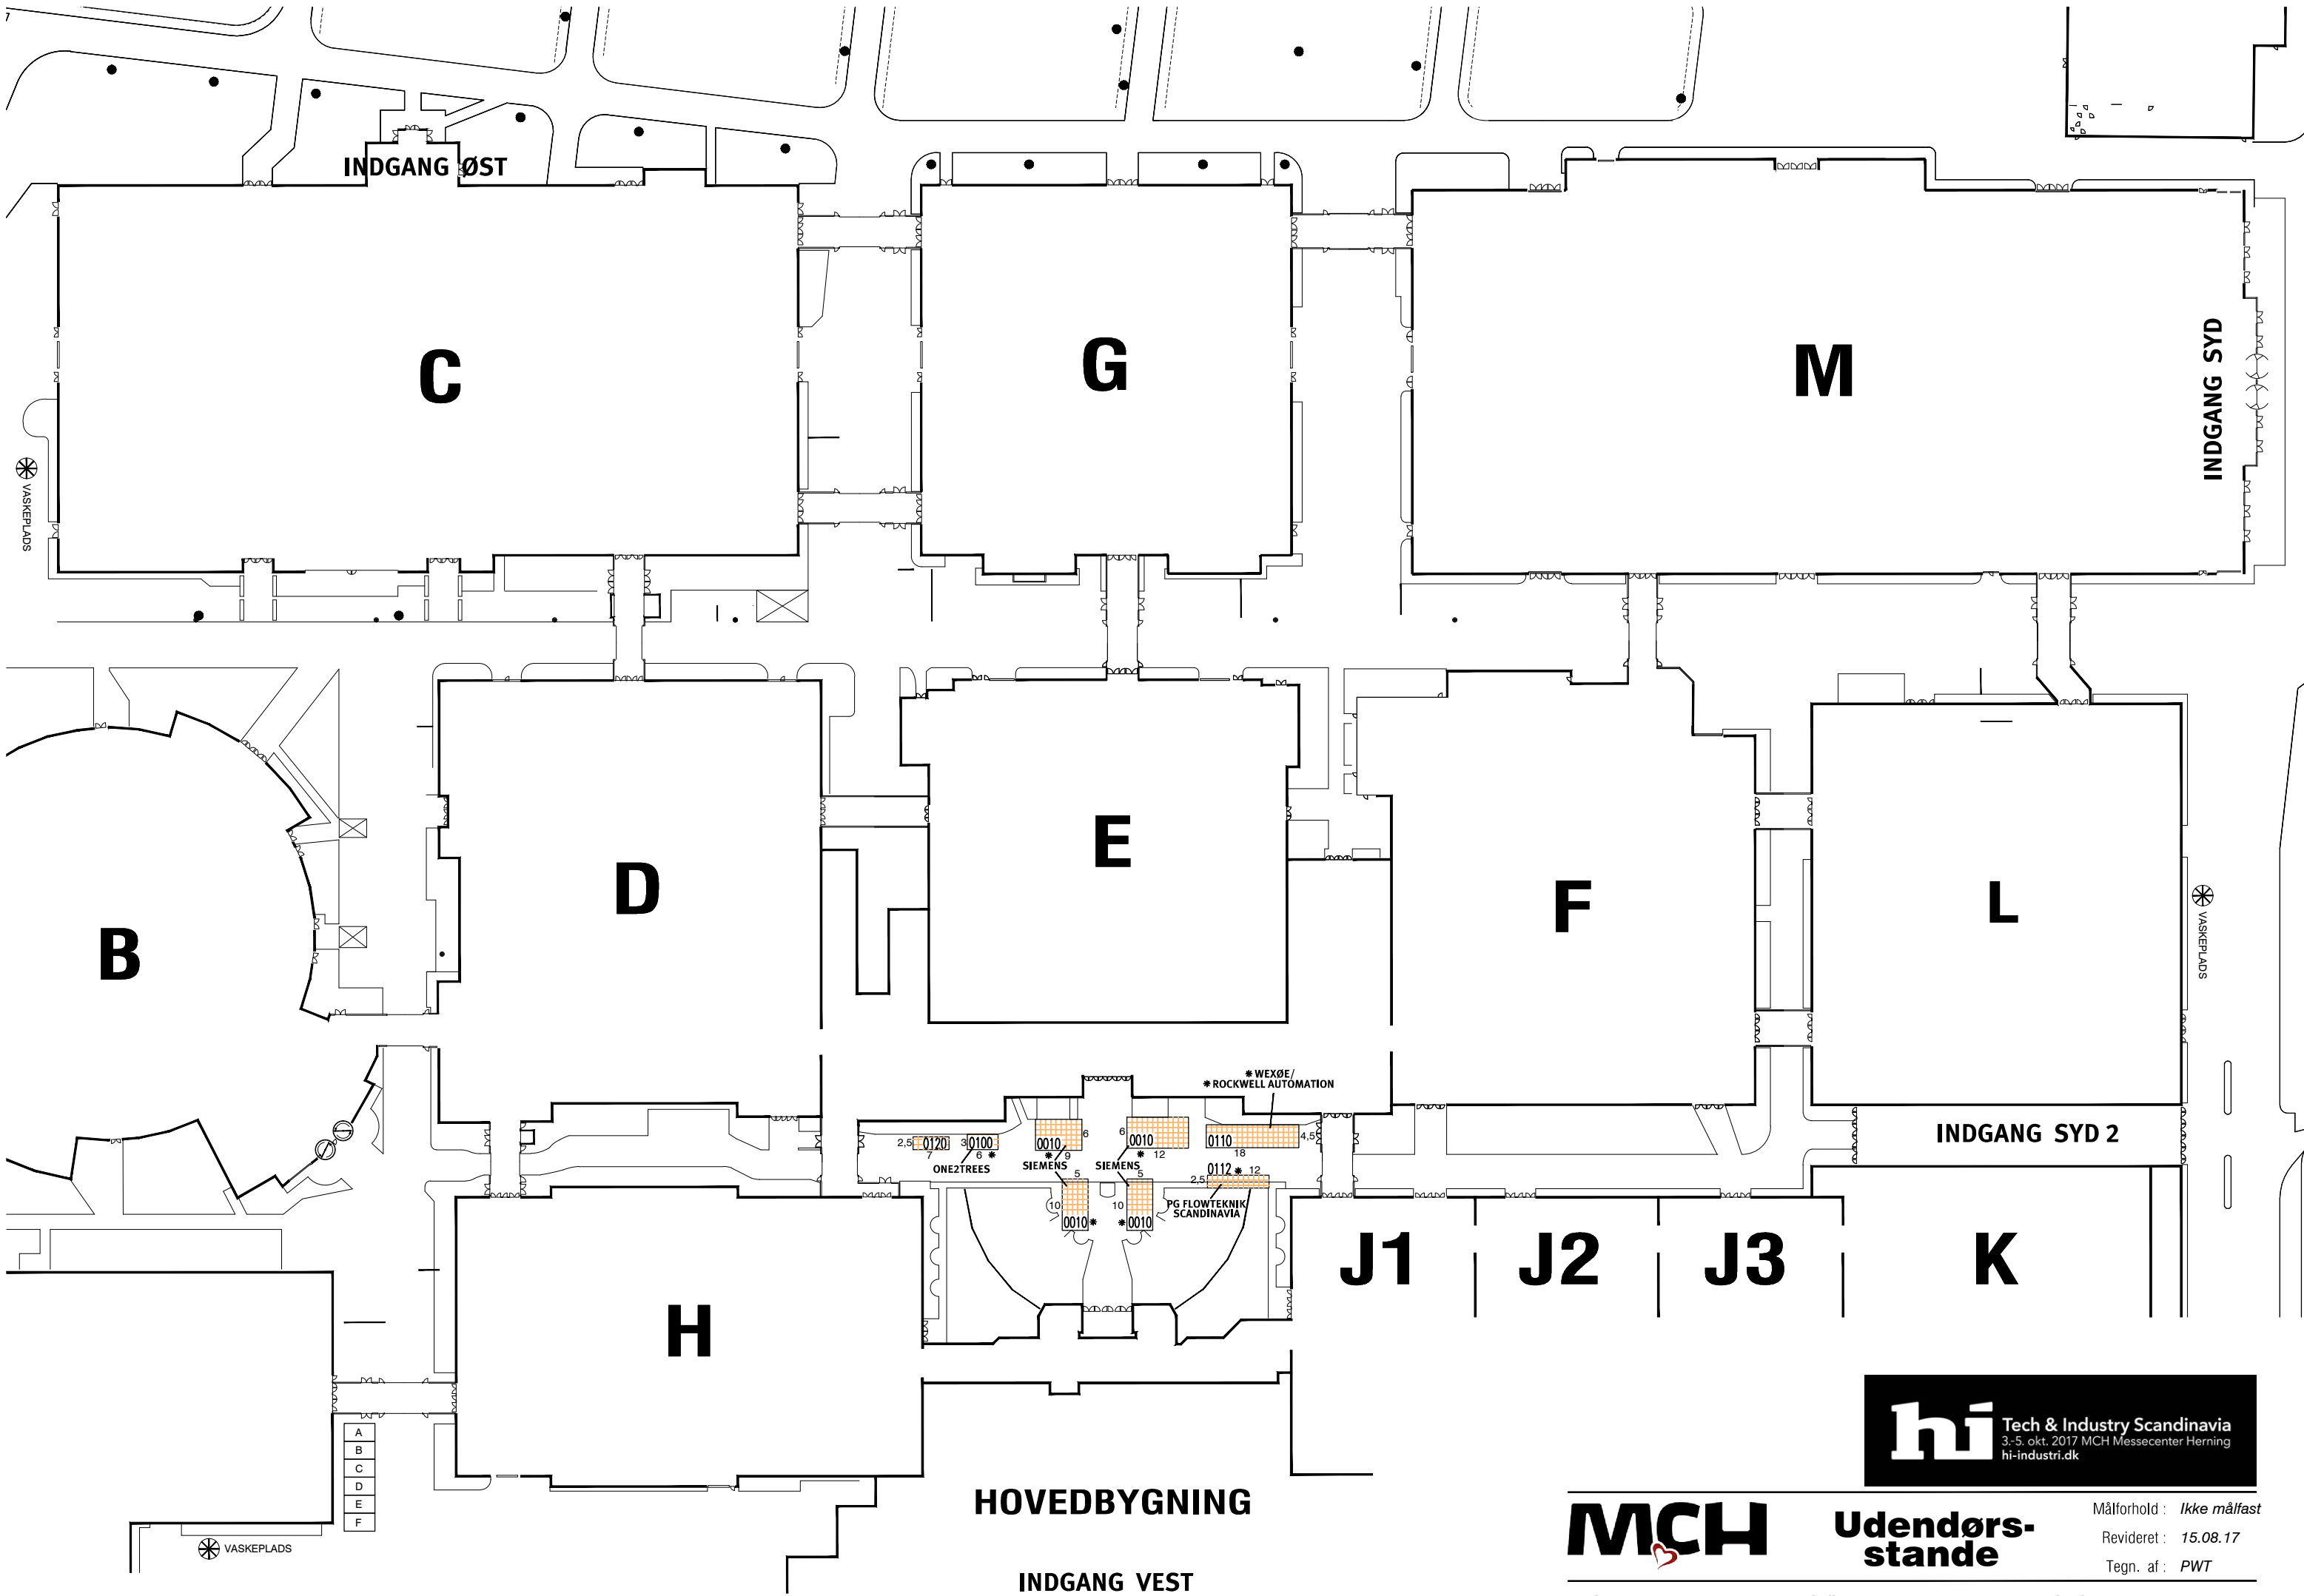 INDGANG ØST
C
G
M
INDGANG SYD
VASKEPLADS
B
D
E
F
L
VASKEPLADS
* WEXØE/
* ROCKWELL AUTOMATION
2,5 0120
7
3 0100
6 *
ONE2TREES
0010 6
* 9
SIEMENS
6 0010
* 12
SIEMENS
0110 4,5
18
0112 * 12
2,5
PG FLOWTEKNIK
SCANDINAVIA
5
10
0010 *
5
10
* 0010
INDGANG SYD 2
H
J1
J2
J3
K
A
B
C
D
E
F
VASKEPLADS
HOVEDBYGNING
INDGANG VEST
hi Tech & Industry Scandinavia
3.-5. okt. 2017 MCH Messecenter Herning
hi-industri.dk
MCH
Udendørs-
stande
Målforhold : Ikke målfast
Revideret : 15.08.17
Tegn. af : PWT